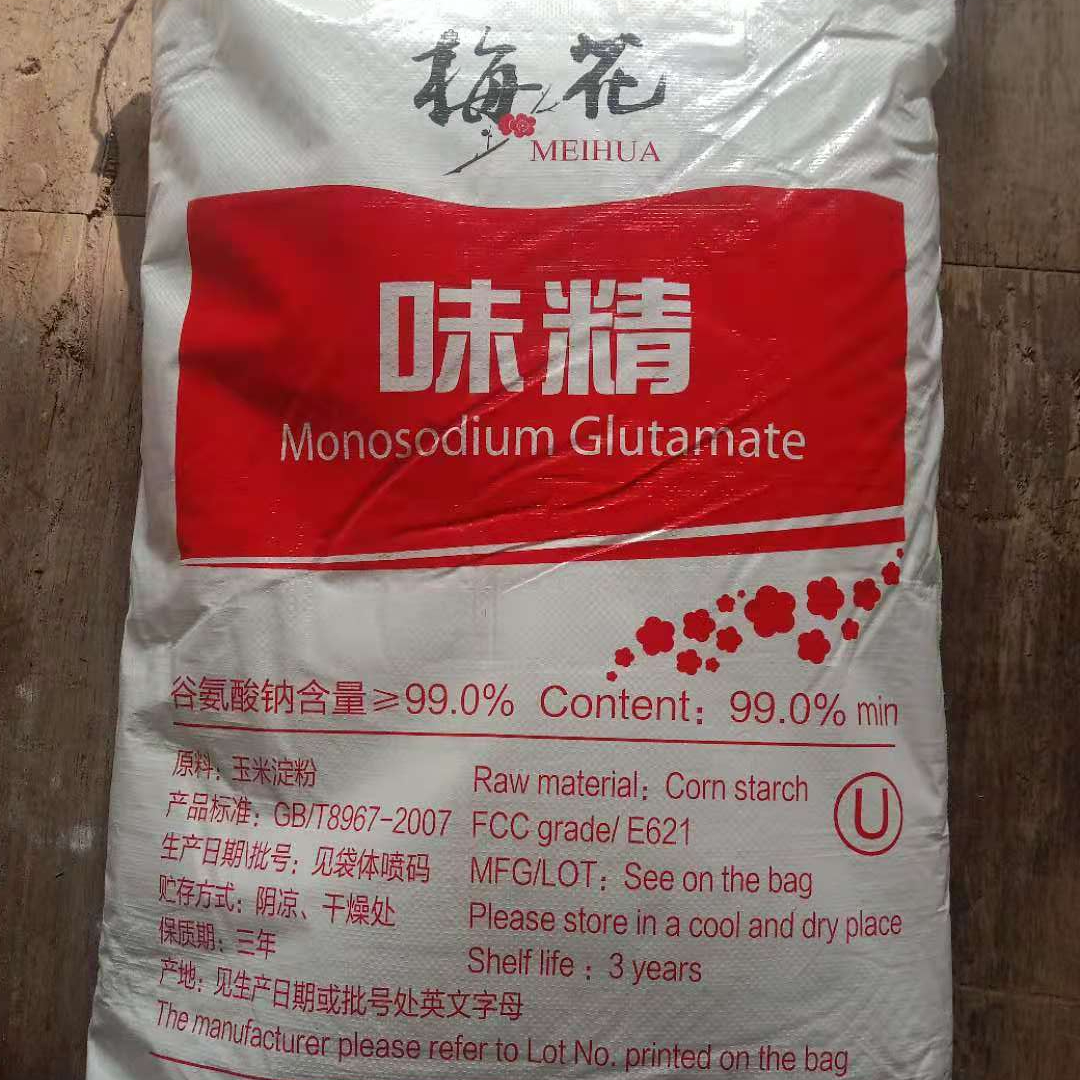 梅花
MEIHUA
味精
Monosodium Glutamate
谷氨酸钠含量≥99.0% Content: 99.0% min
原料: 玉米淀粉
产品标准: GB/T8967-2007
生产日期\批号: 见袋体喷码
贮存方式: 阴凉、干燥处
保质期: 三年
产地: 见生产日期或批号处英文字母
Raw material: Corn starch
FCC grade/ E621
MFG/LOT: See on the bag
Please store in a cool and dry place
Shelf life : 3 years
U
The manufacturer please refer to Lot No. printed on the bag